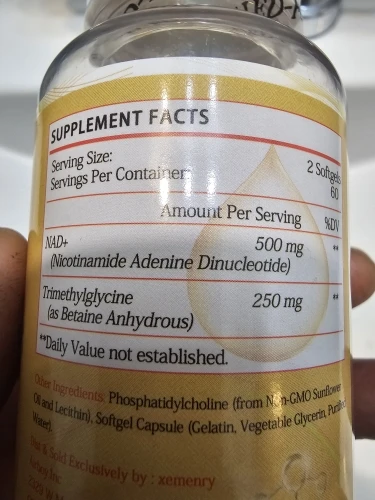 SUPPLEMENT FACTS
Serving Size: 2 Softgels
Servings Per Container 60
Amount Per Serving %DV
NAD+ 500 mg **
(Nicotinamide Adenine Dinucleotide)
Trimethylglycine 250 mg **
(as Betaine Anhydrous)
**Daily Value not established.
Other Ingredients: Phosphatidylcholine (from Non-GMO Sunflower
Oil and Lecithin), Softgel Capsule (Gelatin, Vegetable Glycerin, Purified
Water).
& Sold Exclusively by : xemenry